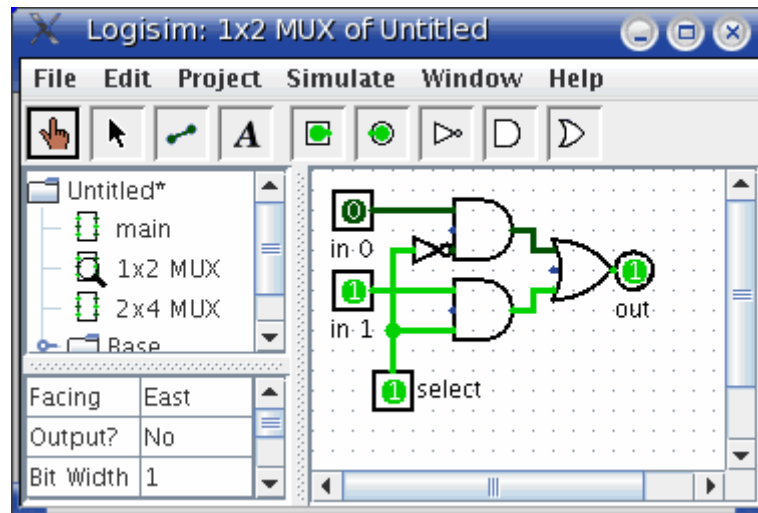 Logisim: 1x2 MUX of Untitled
File Edit Project Simulate Window Help
A
Untitled*
main
1x2 MUX
2x4 MUX
Base
Facing East
Output? No
Bit Width 1
0
in 0
1
in 1
1 select
1
out